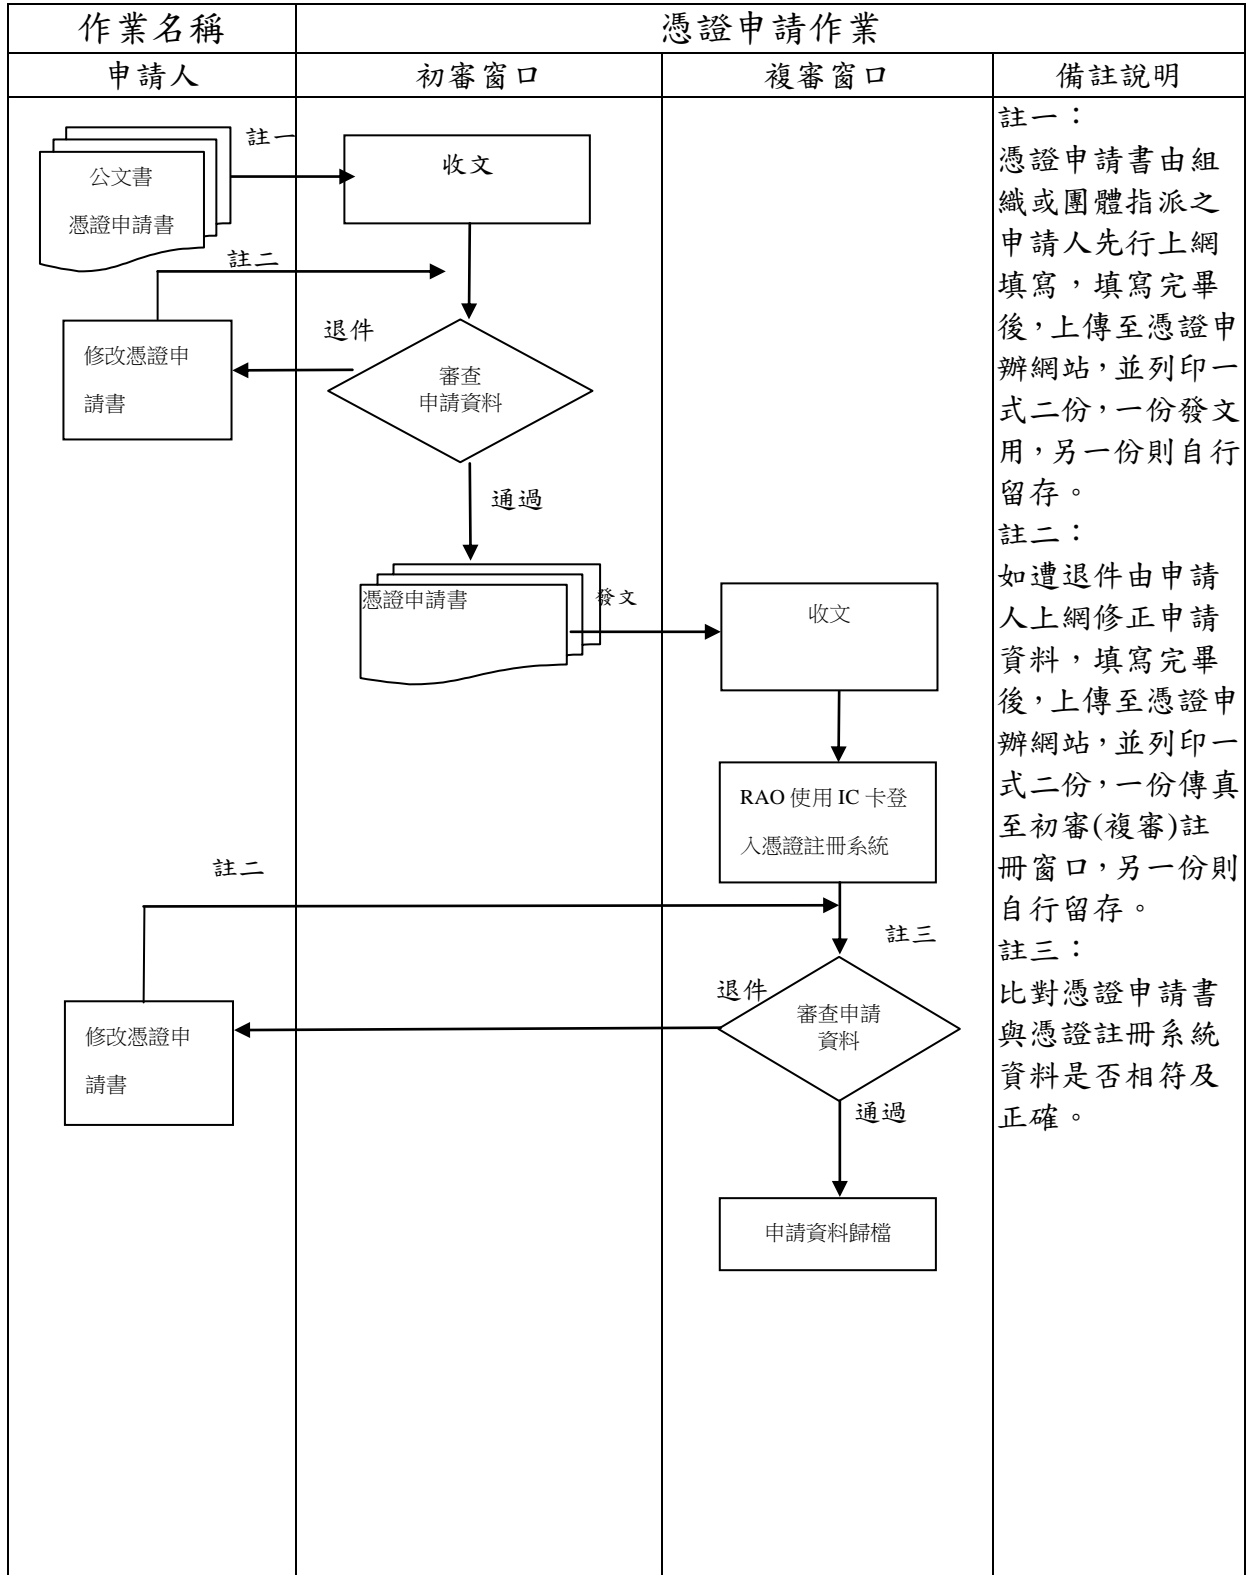 作業名稱
憑證申請作業
申請人
初審窗口
複審窗口
備註說明
公文書
憑證申請書
註一
收文
註二
修改憑證申
請書
退件
審查
申請資料
通過
憑證申請書
發文
收文
RAO 使用 IC 卡登
入憑證註冊系統
註二
註三
退件
審查申請
資料
修改憑證申
請書
通過
申請資料歸檔
註一：
憑證申請書由組
織或團體指派之
申請人先行上網
填寫，填寫完畢
後，上傳至憑證申
辦網站，並列印一
式二份，一份發文
用，另一份則自行
留存。
註二：
如遭退件由申請
人上網修正申請
資料，填寫完畢
後，上傳至憑證申
辦網站，並列印一
式二份，一份傳真
至初審(複審)註
冊窗口，另一份則
自行留存。
註三：
比對憑證申請書
與憑證註冊系統
資料是否相符及
正確。